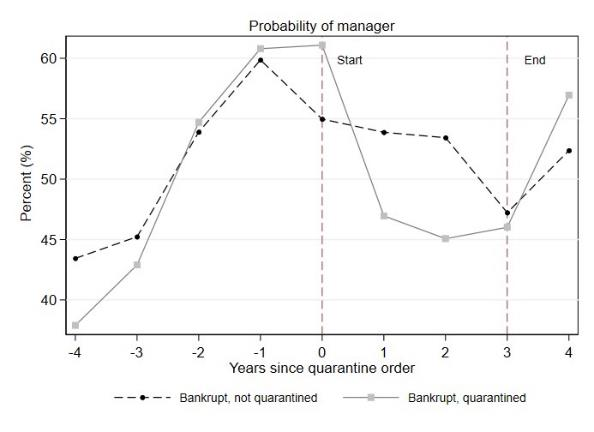 Probability of manager
Percent (%)
60
55
50
45
40
Start
End
-4 -3 -2 -1 0 1 2 3 4
Years since quarantine order
Bankrupt, not quarantined
Bankrupt, quarantined